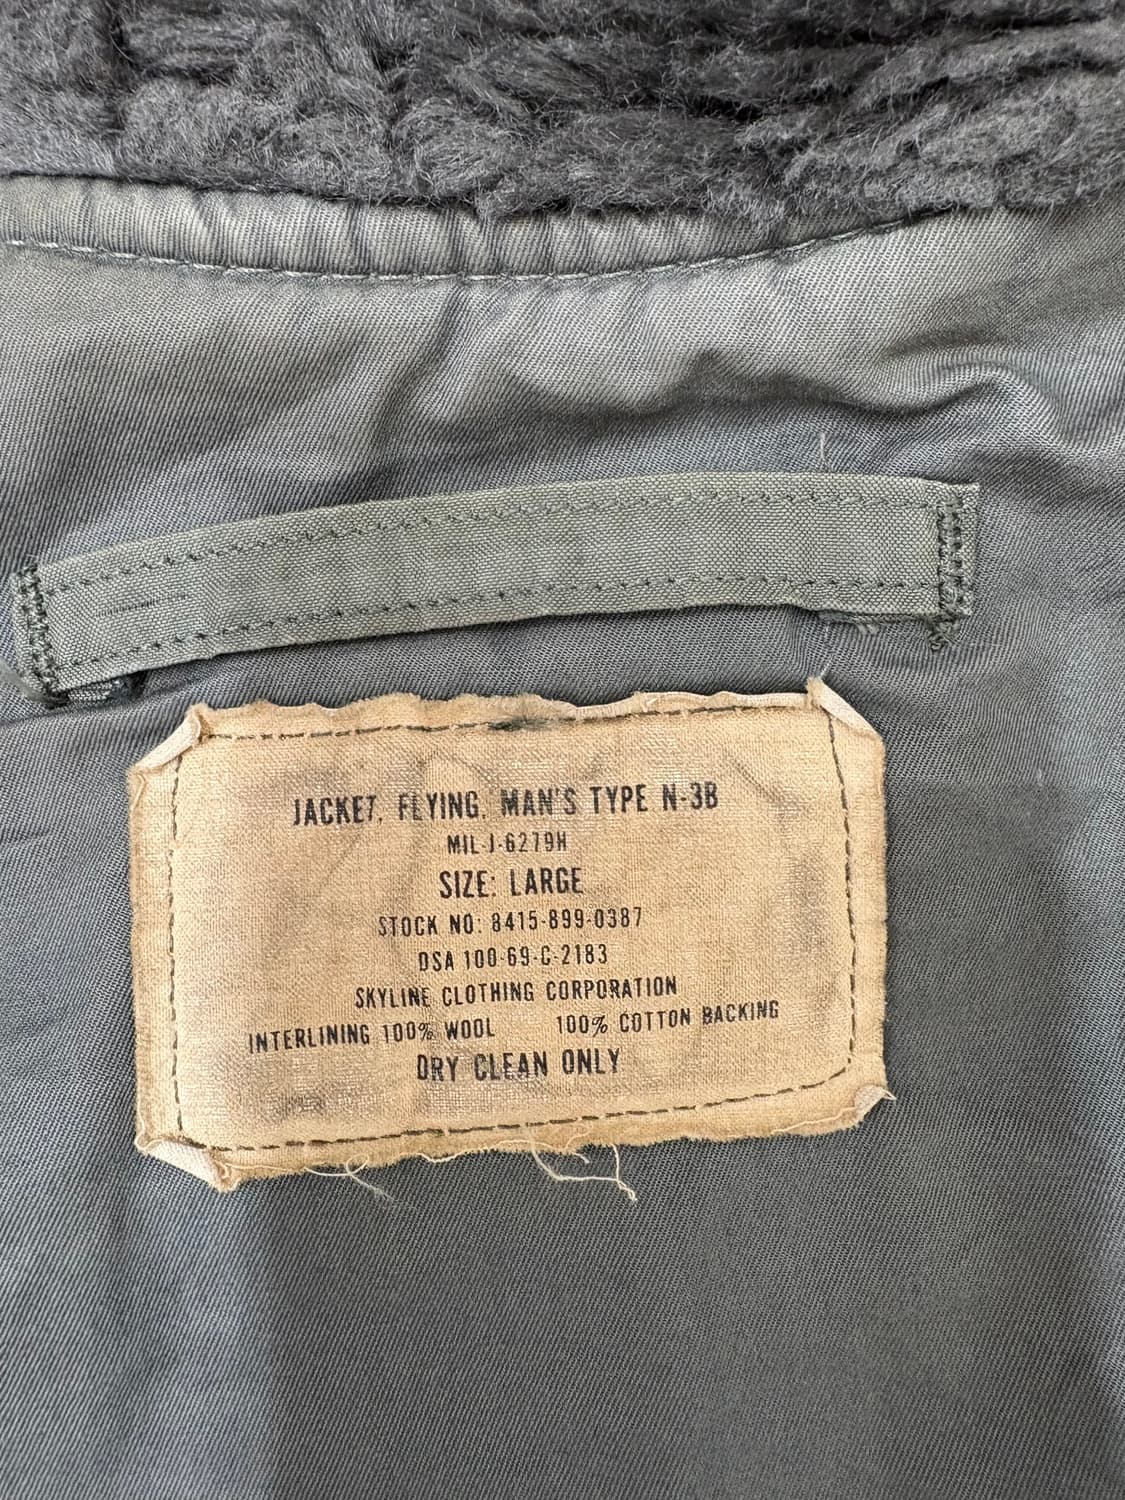 JACKET, FLYING, MAN'S TYPE N-3B
MIL-J-6279H
SIZE: LARGE
STOCK NO: 8415-899-0387
DSA 100-69-C-2183
SKYLINE CLOTHING CORPORATION
INTERLINING 100% WOOL 100% COTTON BACKING
DRY CLEAN ONLY